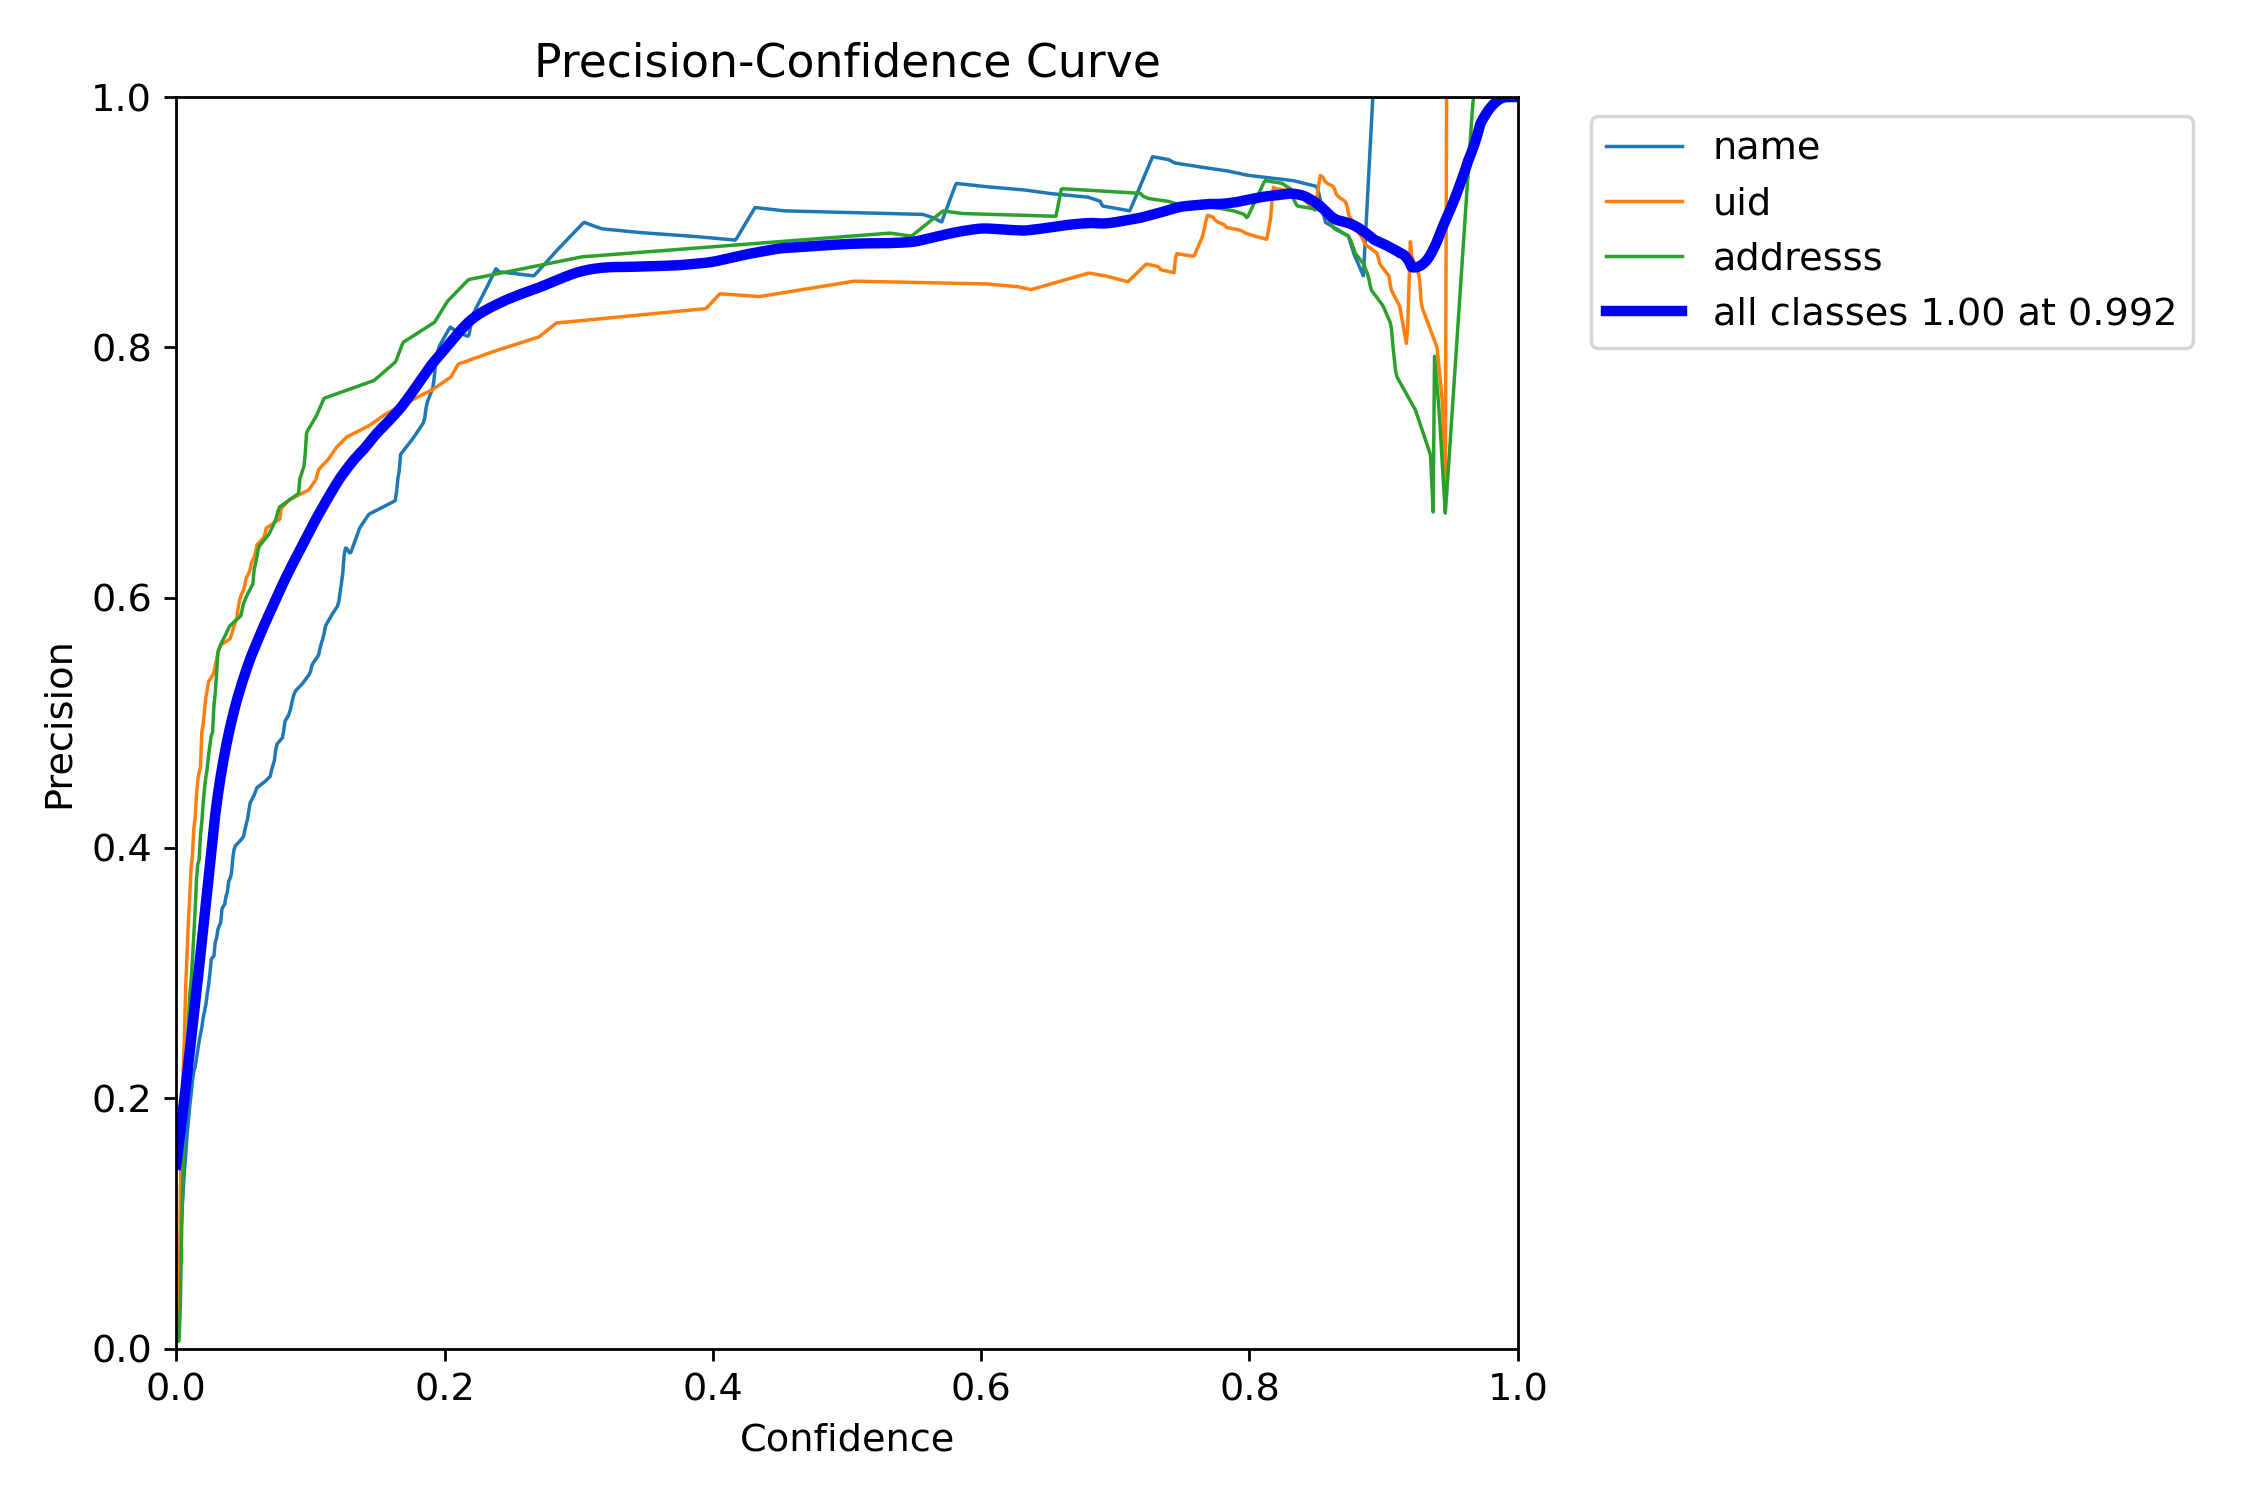 Precision-Confidence Curve
1.0
0.8
0.6
0.4
0.2
0.0
Precision
0.0 0.2 0.4 0.6 0.8 1.0
Confidence
name
uid
addresss
all classes 1.00 at 0.992